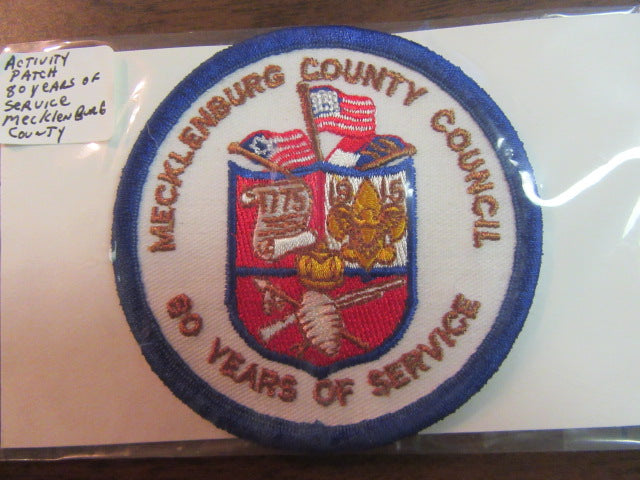 ACTIVITY
PATCH
80 YEARS OF
SERVICE
MECKLENBURG
COUNTY
MECKLENBURG COUNTY COUNCIL
1775
1915
80 YEARS OF SERVICE